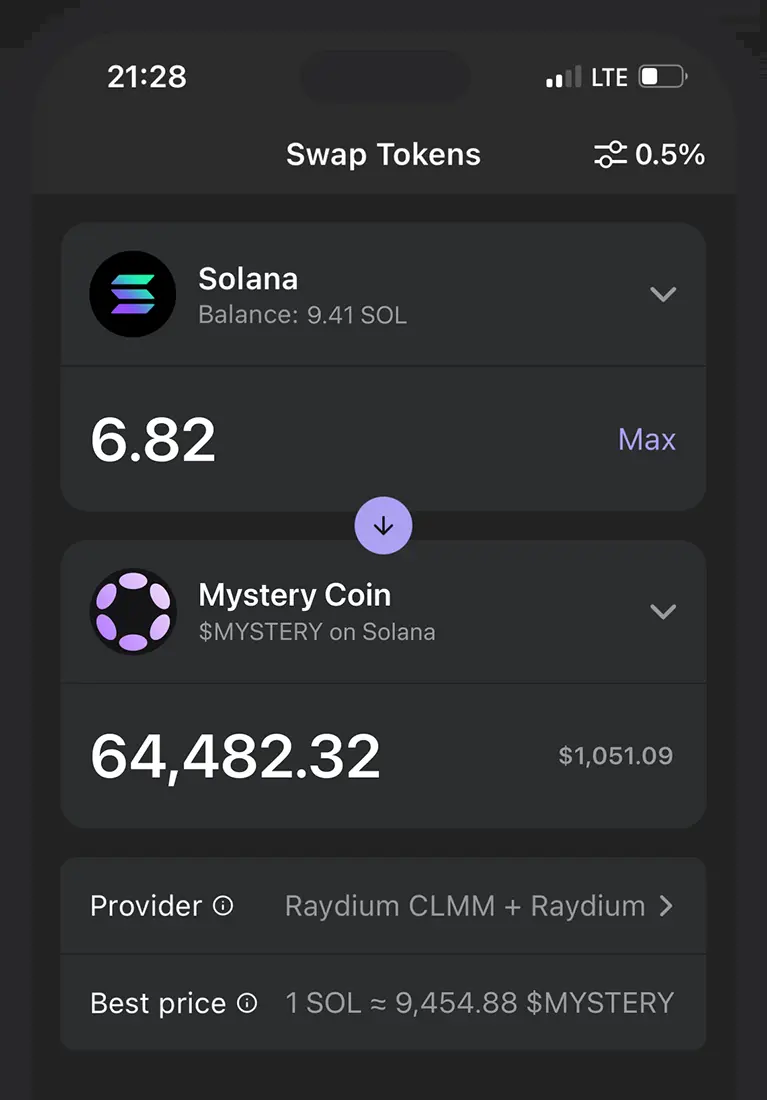 21:28 LTE
Swap Tokens 0.5%
Solana
Balance: 9.41 SOL
6.82 Max
Mystery Coin
$MYSTERY on Solana
64,482.32 $1,051.09
Provider Raydium CLMM + Raydium
Best price 1 SOL ≈ 9,454.88 $MYSTERY